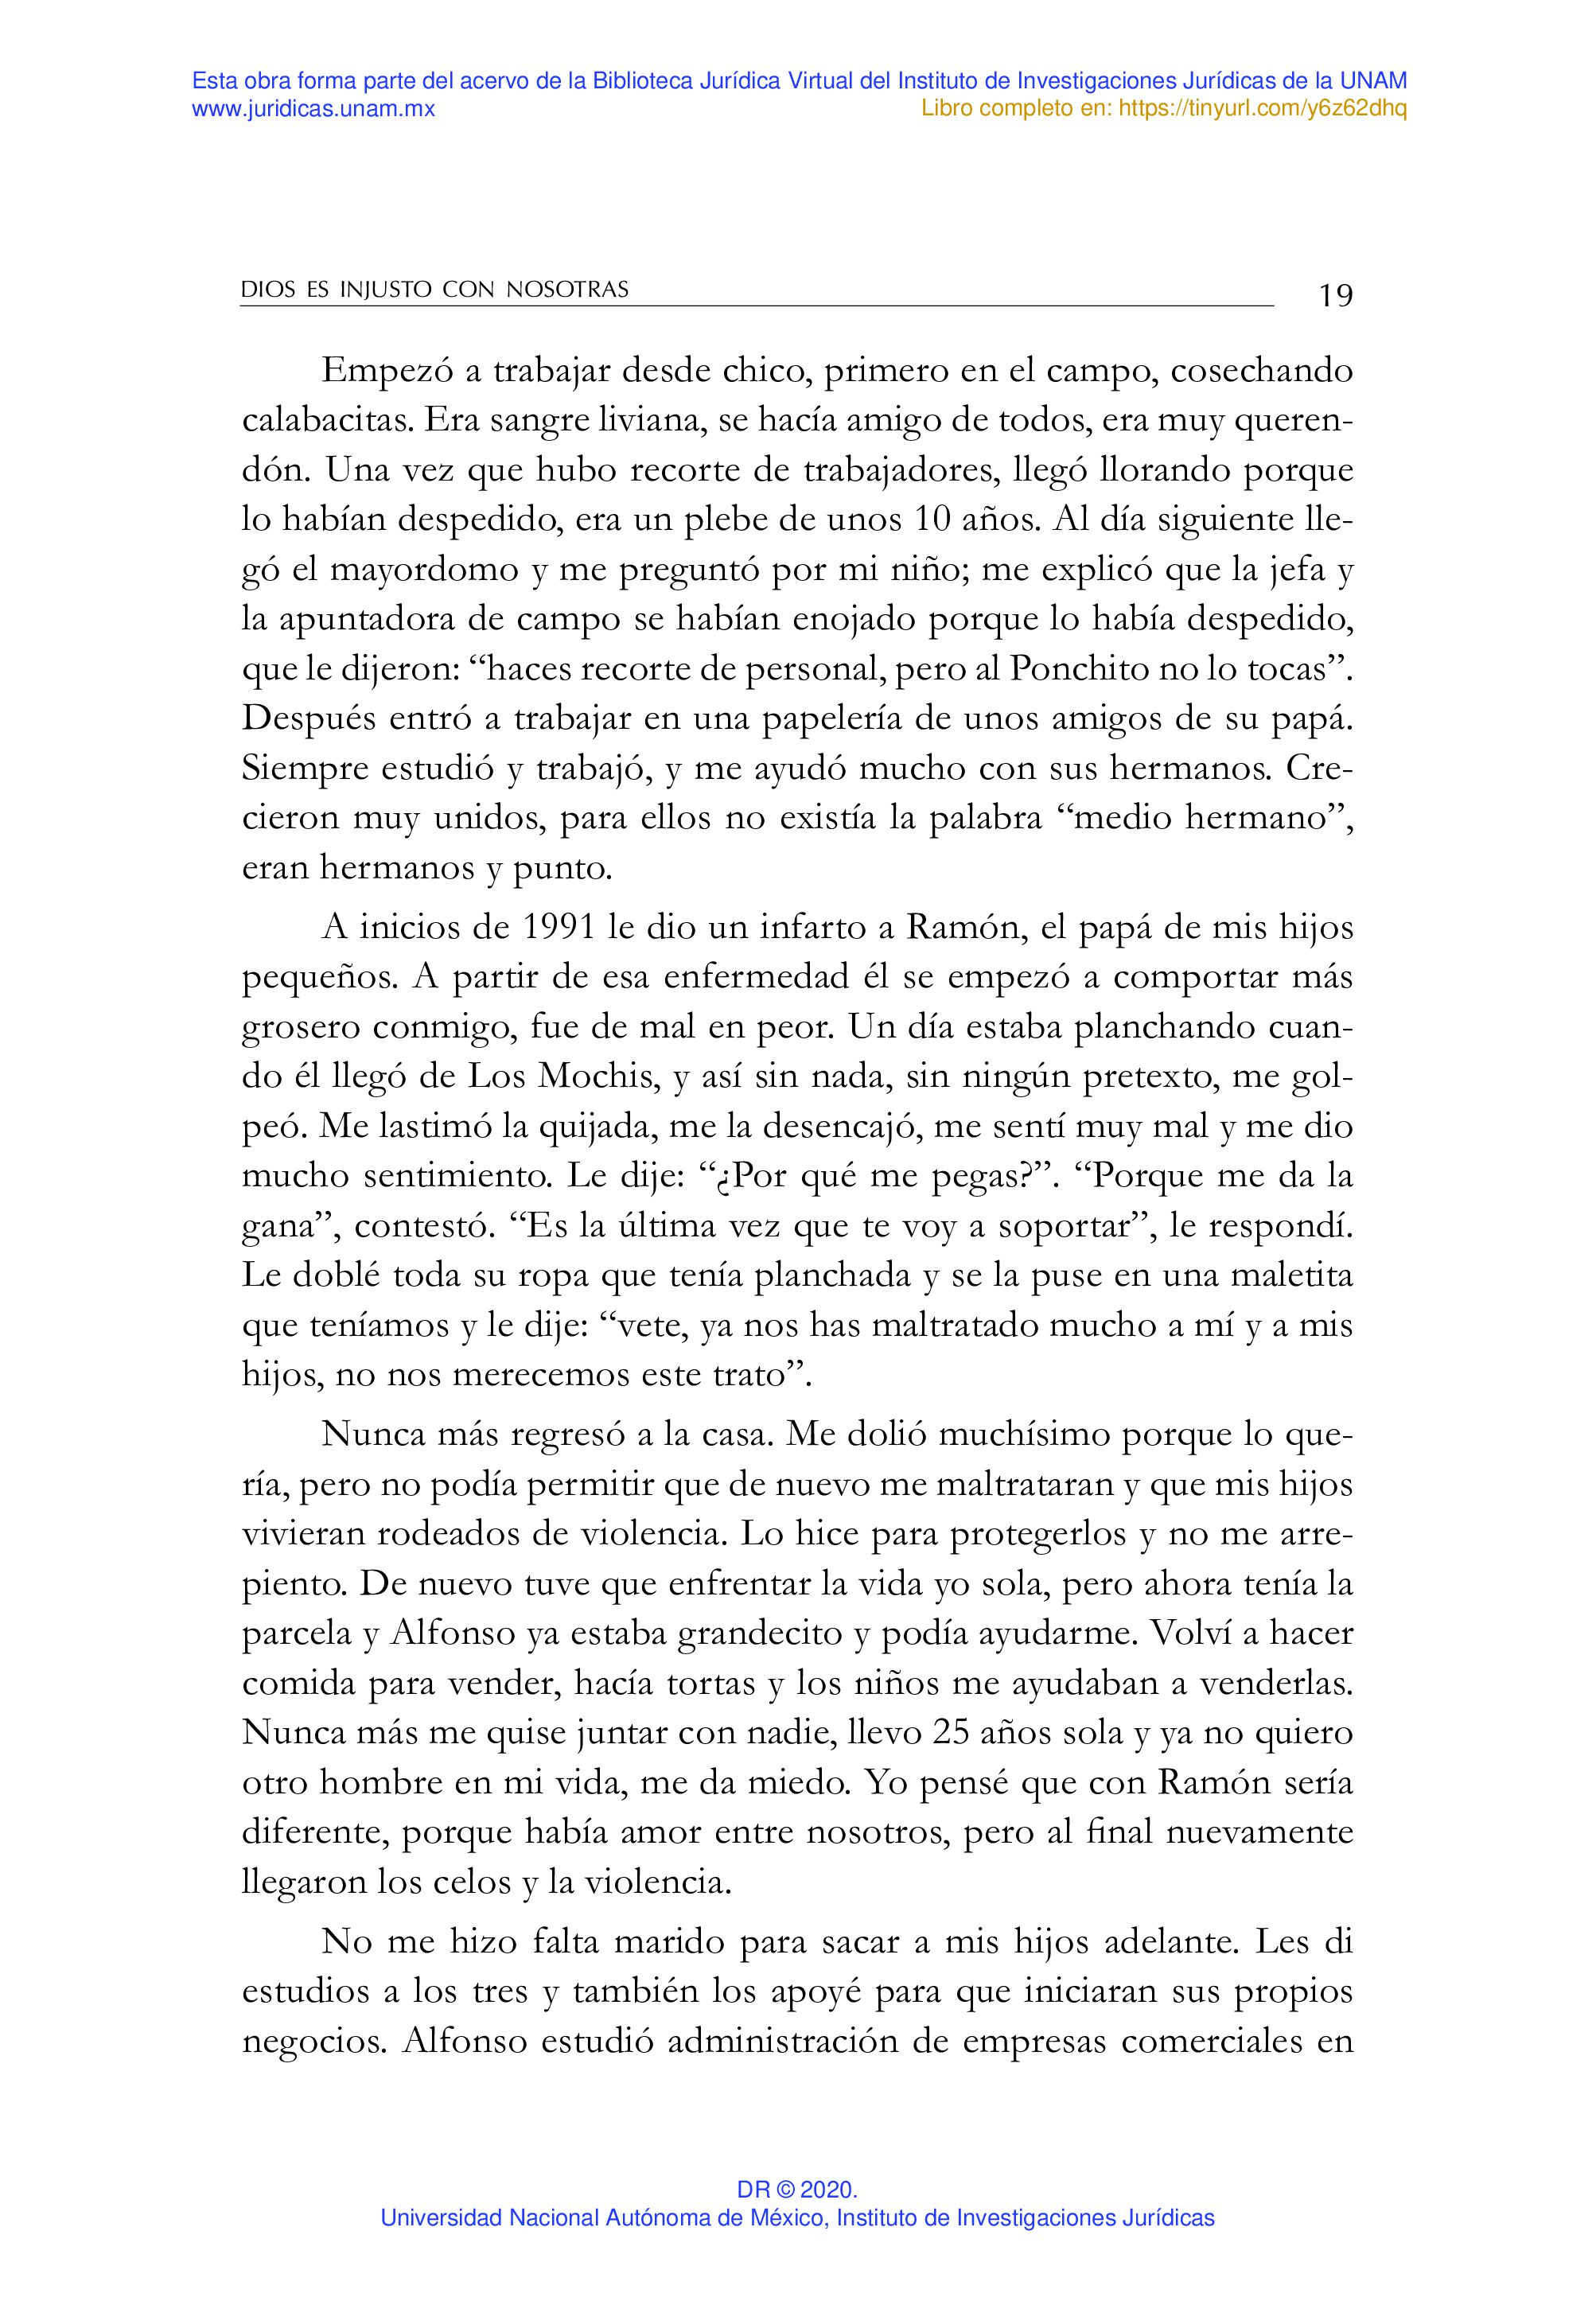 Esta obra forma parte del acervo de la Biblioteca Jurídica Virtual del Instituto de Investigaciones Jurídicas de la UNAM
www.juridicas.unam.mx
Libro completo en: https://tinyurl.com/y6z62dhq
DIOS ES INJUSTO CON NOSOTRAS
19
Empezó a trabajar desde chico, primero en el campo, cosechando
calabacitas. Era sangre liviana, se hacía amigo de todos, era muy queren-
dón. Una vez que hubo recorte de trabajadores, llegó llorando porque
lo habían despedido, era un plebe de unos 10 años. Al día siguiente lle-
gó el mayordomo y me preguntó por mi niño; me explicó que la jefa y
la apuntadora de campo se habían enojado porque lo había despedido,
que le dijeron: “haces recorte de personal, pero al Ponchito no lo tocas”.
Después entró a trabajar en una papelería de unos amigos de su papá.
Siempre estudió y trabajó, y me ayudó mucho con sus hermanos. Cre-
cieron muy unidos, para ellos no existía la palabra “medio hermano”,
eran hermanos y punto.
A inicios de 1991 le dio un infarto a Ramón, el papá de mis hijos
pequeños. A partir de esa enfermedad él se empezó a comportar más
grosero conmigo, fue de mal en peor. Un día estaba planchando cuan-
do él llegó de Los Mochis, y así sin nada, sin ningún pretexto, me gol-
peó. Me lastimó la quijada, me la desencajó, me sentí muy mal y me dio
mucho sentimiento. Le dije: “¿Por qué me pegas?”. “Porque me da la
gana”, contestó. “Es la última vez que te voy a soportar”, le respondí.
Le doblé toda su ropa que tenía planchada y se la puse en una maletita
que teníamos y le dije: “vete, ya nos has maltratado mucho a mí y a mis
hijos, no nos merecemos este trato”.
Nunca más regresó a la casa. Me dolió muchísimo porque lo que-
ría, pero no podía permitir que de nuevo me maltrataran y que mis hijos
vivieran rodeados de violencia. Lo hice para protegerlos y no me arre-
piento. De nuevo tuve que enfrentar la vida yo sola, pero ahora tenía la
parcela y Alfonso ya estaba grandecito y podía ayudarme. Volví a hacer
comida para vender, hacía tortas y los niños me ayudaban a venderlas.
Nunca más me quise juntar con nadie, llevo 25 años sola y ya no quiero
otro hombre en mi vida, me da miedo. Yo pensé que con Ramón sería
diferente, porque había amor entre nosotros, pero al final nuevamente
llegaron los celos y la violencia.
No me hizo falta marido para sacar a mis hijos adelante. Les di
estudios a los tres y también los apoyé para que iniciaran sus propios
negocios. Alfonso estudió administración de empresas comerciales en
DR © 2020.
Universidad Nacional Autónoma de México, Instituto de Investigaciones Jurídicas